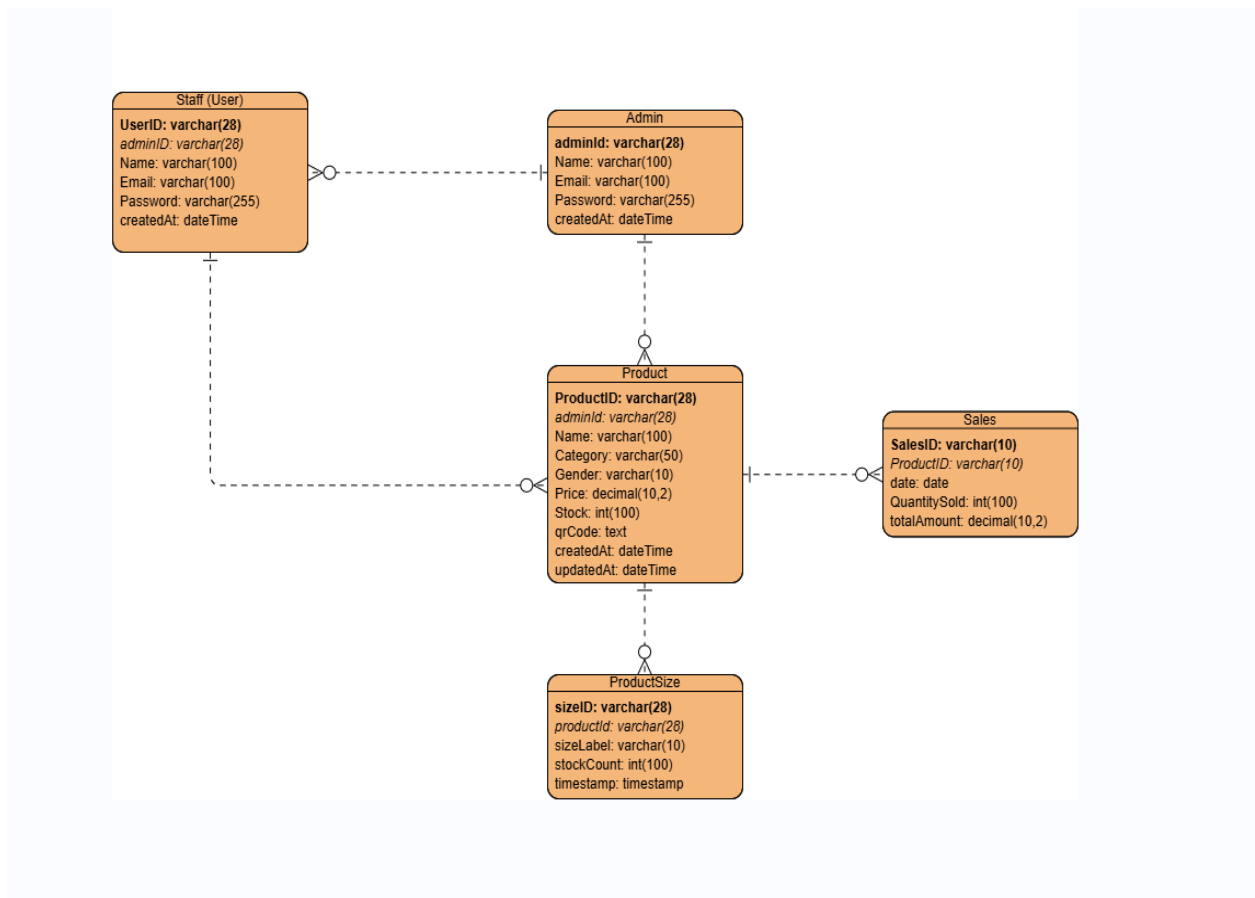 Staff (User)
UserID: varchar(28)
adminID: varchar(28)
Name: varchar(100)
Email: varchar(100)
Password: varchar(255)
createdAt: dateTime
Admin
adminId: varchar(28)
Name: varchar(100)
Email: varchar(100)
Password: varchar(255)
createdAt: dateTime
Product
ProductID: varchar(28)
adminId: varchar(28)
Name: varchar(100)
Category: varchar(50)
Gender: varchar(10)
Price: decimal(10,2)
Stock: int(100)
qrCode: text
createdAt: dateTime
updatedAt: dateTime
Sales
SalesID: varchar(10)
ProductID: varchar(10)
date: date
QuantitySold: int(100)
totalAmount: decimal(10,2)
ProductSize
sizeID: varchar(28)
productId: varchar(28)
sizeLabel: varchar(10)
stockCount: int(100)
timestamp: timestamp